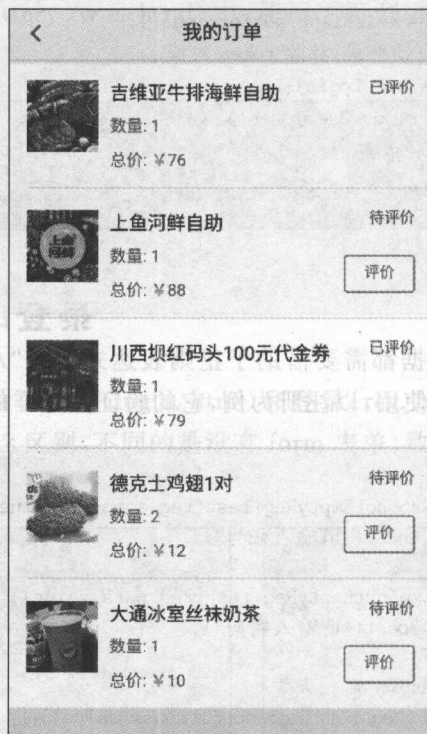 我的订单
吉维亚牛排海鲜自助
已评价
数量: 1
总价: ¥76
上鱼河鲜自助
待评价
数量: 1
评价
总价: ¥88
川西坝红码头100元代金券
已评价
数量: 1
总价: ¥79
德克士鸡翅1对
待评价
数量: 2
评价
总价: ¥12
大通冰室丝袜奶茶
待评价
数量: 1
评价
总价: ¥10